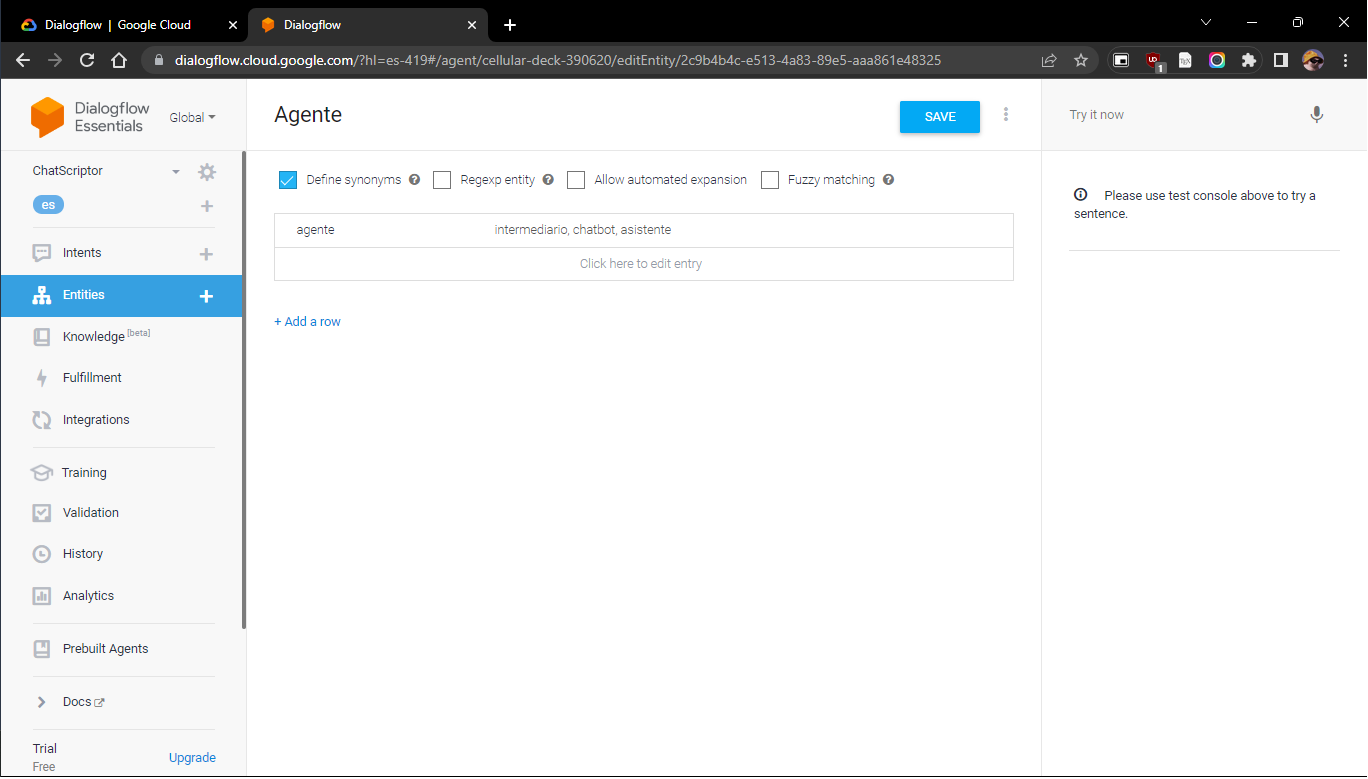 Dialogflow | Google Cloud
Dialogflow
dialogflow.cloud.google.com/?hl=es-419#/agent/cellular-deck-390620/editEntity/2c9b4b4c-e513-4a83-89e5-aaa861e48325
Dialogflow
Essentials
Global
Agente
SAVE
Try it now
ChatScriptor
es
Define synonyms
Regexp entity
Allow automated expansion
Fuzzy matching
Please use test console above to try a
sentence.
agente
intermediario, chatbot, asistente
Click here to edit entry
+ Add a row
Intents
Entities
Knowledge [beta]
Fulfillment
Integrations
Training
Validation
History
Analytics
Prebuilt Agents
Docs
Trial
Free
Upgrade